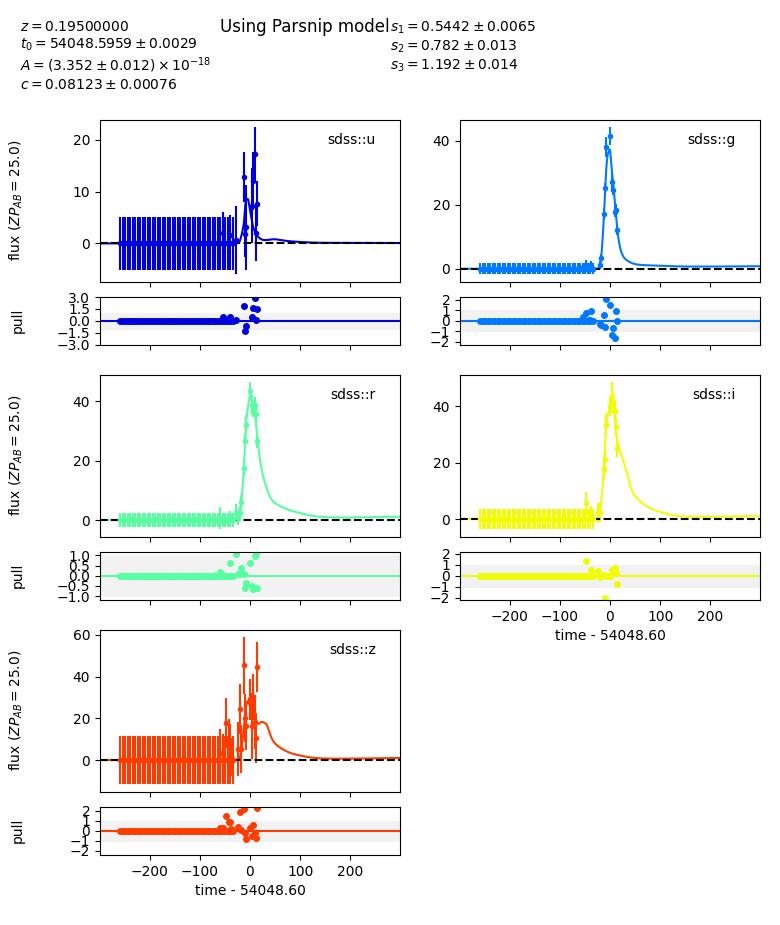 Using Parsnip model
z = 0.19500000
t₀ = 54048.5959 ± 0.0029
A = (3.352 ± 0.012) × 10⁻¹⁸
c = 0.08123 ± 0.00076
s₁ = 0.5442 ± 0.0065
s₂ = 0.782 ± 0.013
s₃ = 1.192 ± 0.014
sdss::u
flux (ZP_AB = 25.0)
20
10
0
pull
3.0
1.5
0.0
−1.5
−3.0
sdss::g
40
20
0
2
1
0
−1
−2
sdss::r
flux (ZP_AB = 25.0)
40
20
0
pull
1.0
0.5
0.0
−0.5
−1.0
sdss::i
40
20
0
2
1
0
−1
−2
−200 −100 0 100 200
time - 54048.60
sdss::z
flux (ZP_AB = 25.0)
60
40
20
0
pull
2
1
0
−1
−2
−200 −100 0 100 200
time - 54048.60